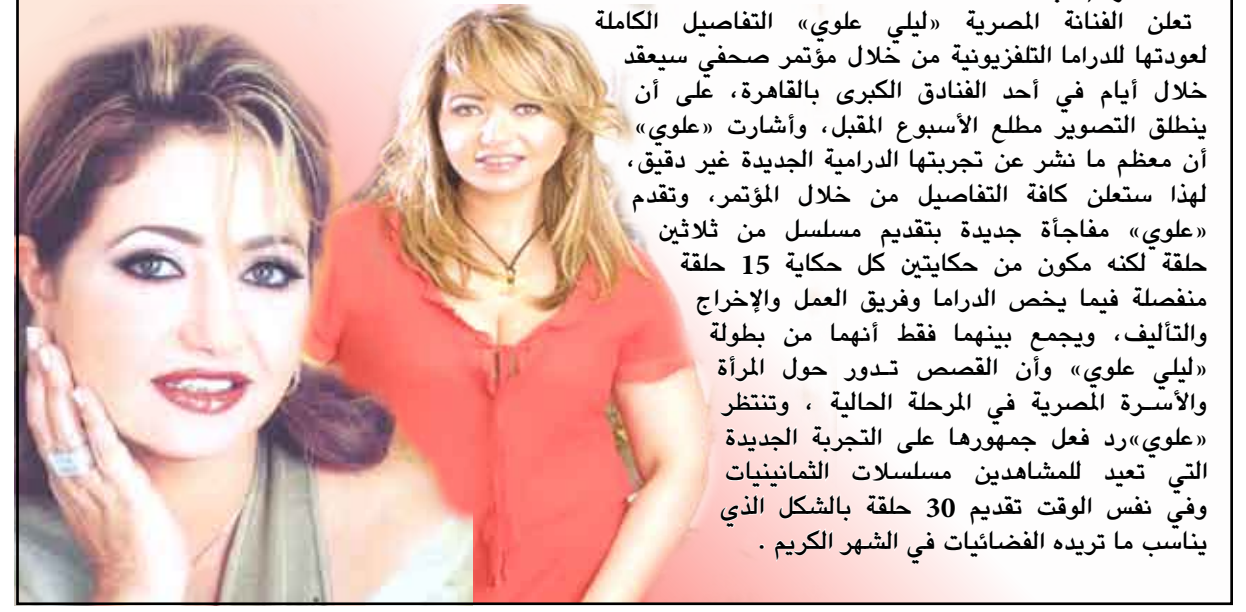 تعلن الفنانة المصرية «ليلي علوي» التفاصيل الكاملة
لعودتها للدراما التلفزيونية من خلال مؤتمر صحفي سيعقد
خلال أيام في أحد الفنادق الكبرى بالقاهرة، على أن
ينطلق التصوير مطلع الأسبوع المقبل، وأشارت «علوي»
أن معظم ما نشر عن تجربتها الدرامية الجديدة غير دقيق،
لهذا ستعلن كافة التفاصيل من خلال المؤتمر، وتقدم
«علوي» مفاجأة جديدة بتقديم مسلسل من ثلاثين
حلقة لكنه مكون من حكايتين كل حكاية 15 حلقة
منفصلة فيما يخص الدراما وفريق العمل والإخراج
والتأليف، ويجمع بينهما فقط أنهما من بطولة
«ليلي علوي» وأن القصص تـدور حول المرأة
والأسـرة المصرية في المرحلة الحالية ، وتنتظر
«علوي»رد فعل جمهورها على التجربة الجديدة
التي تعيد للمشاهدين مسلسلات الثمانينيات
وفي نفس الوقت تقديم 30 حلقة بالشكل الذي
يناسب ما تريده الفضائيات في الشهر الكريم .